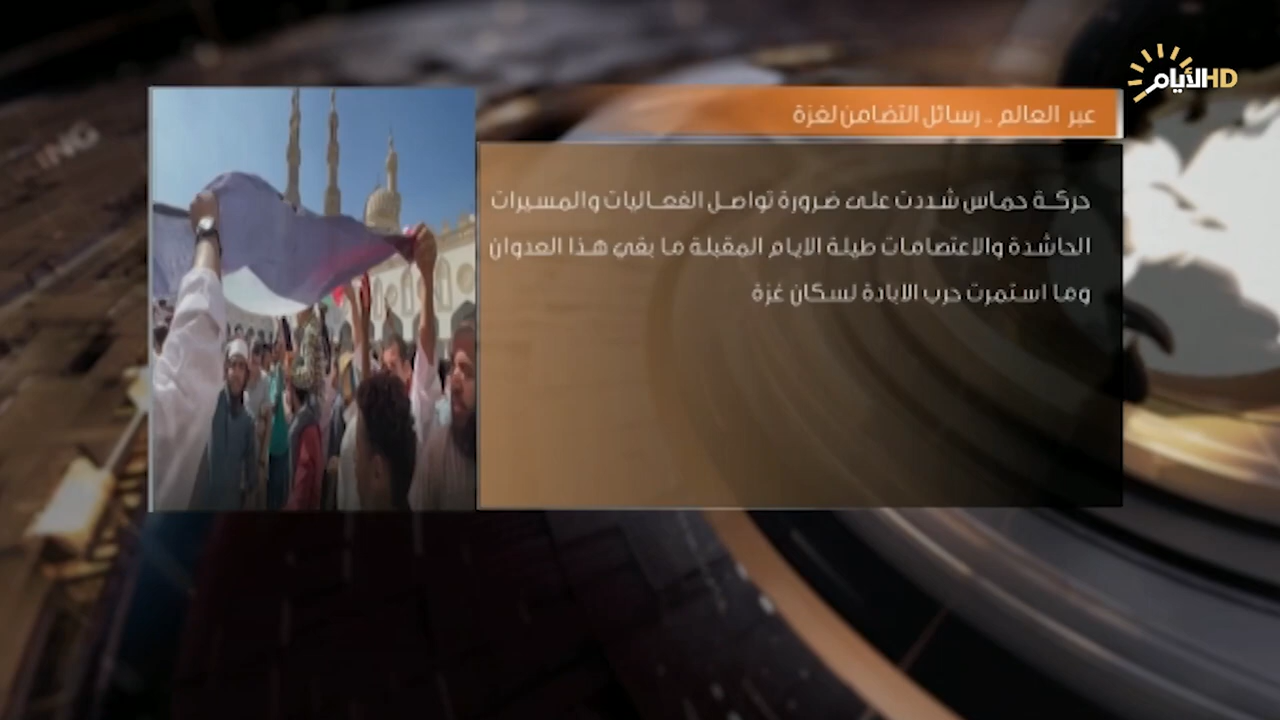 الأيام HD
عبر العالم .. رسائل التضامن لغزة
حركة حماس شددت على ضرورة تواصل الفعاليات والمسيرات
الحاشدة والاعتصامات طيلة الايام المقبلة ما بقي هذا العدوان
وما استمرت حرب الابادة لسكان غزة